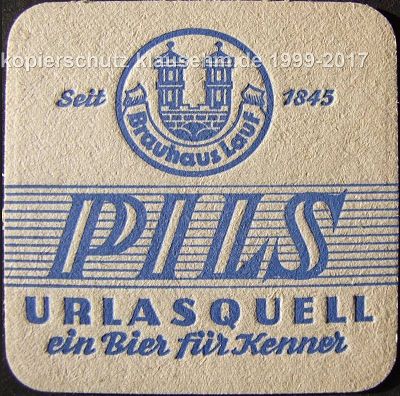 kopierschutz klausehm.de 1999-2017
Seit 1845
Brauhaus Lauf
PILS
URLASQUELL
ein Bier für Kenner